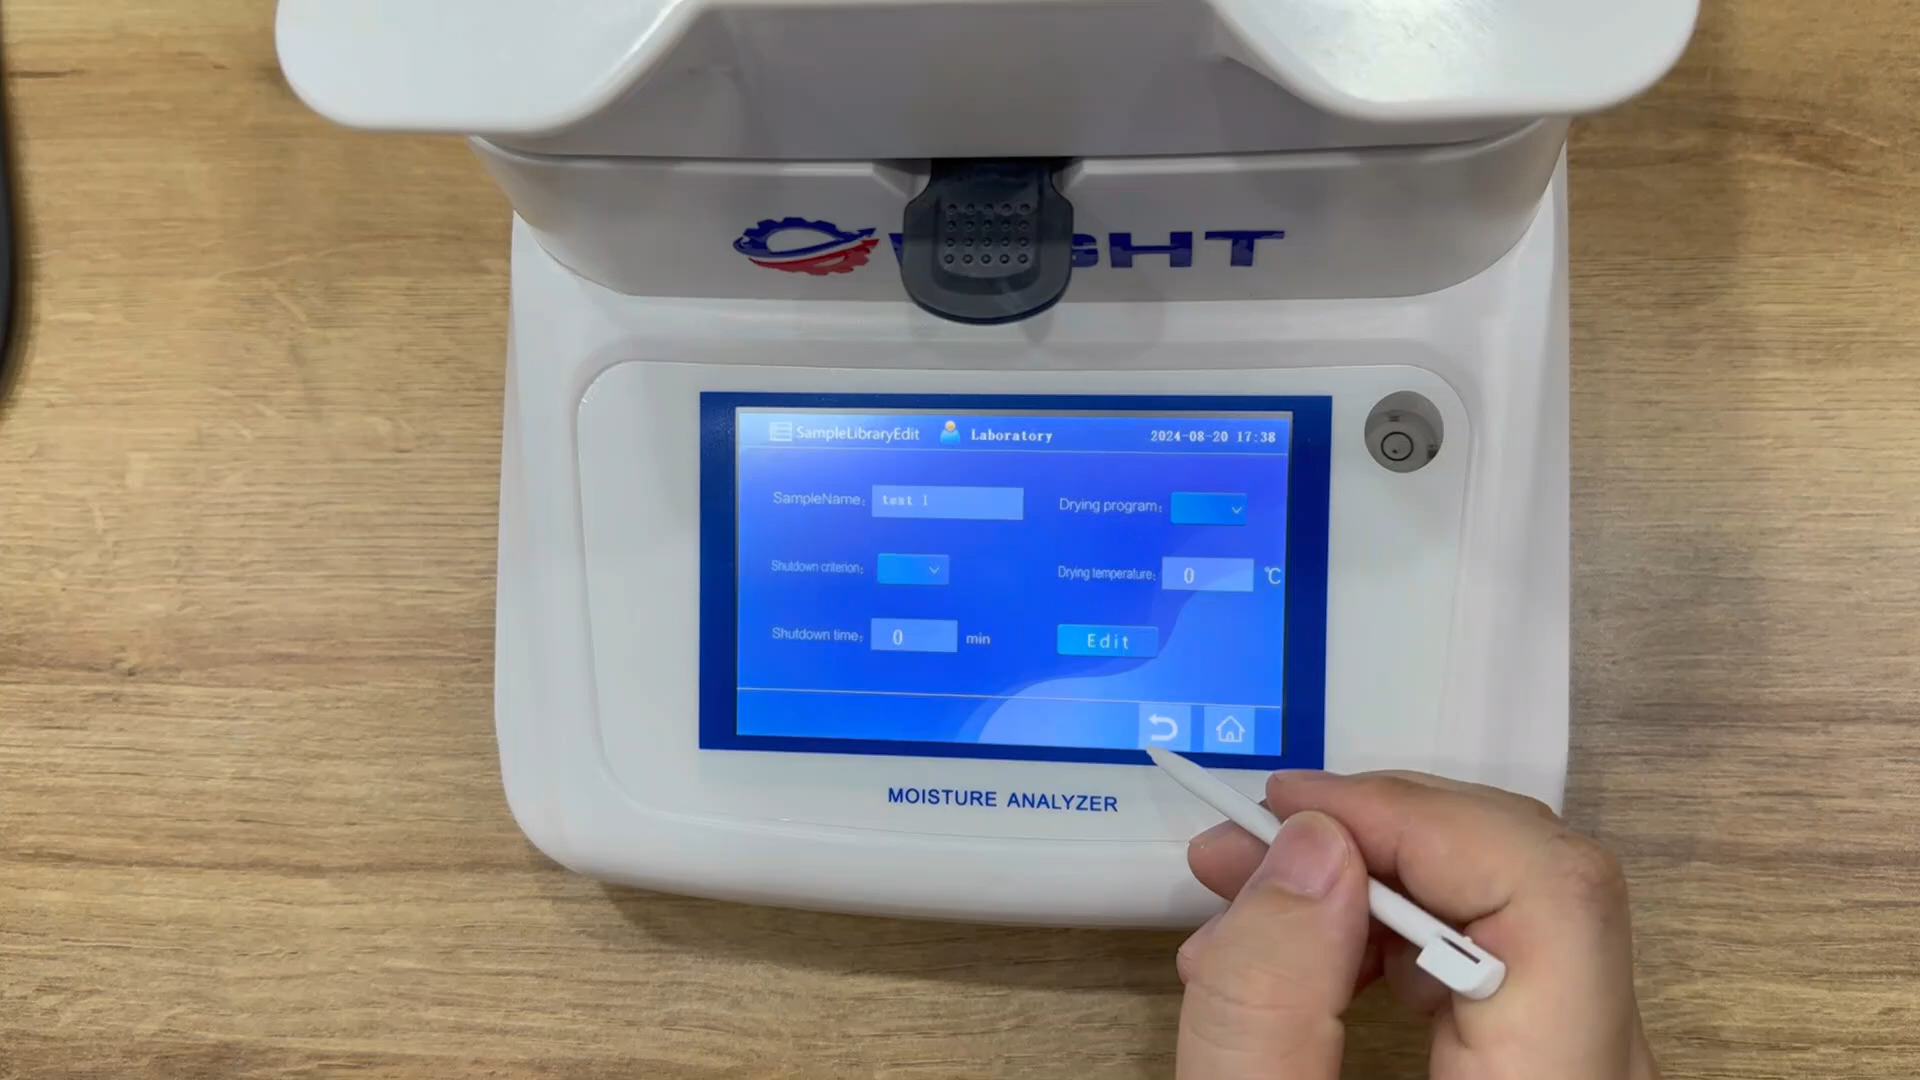 SampleLibraryEdit Laboratory 2024-08-20 17:38
SampleName: test 1 Drying program:
Shutdown criterion: Drying temperature: 0 ℃
Shutdown time: 0 min Edit
MOISTURE ANALYZER